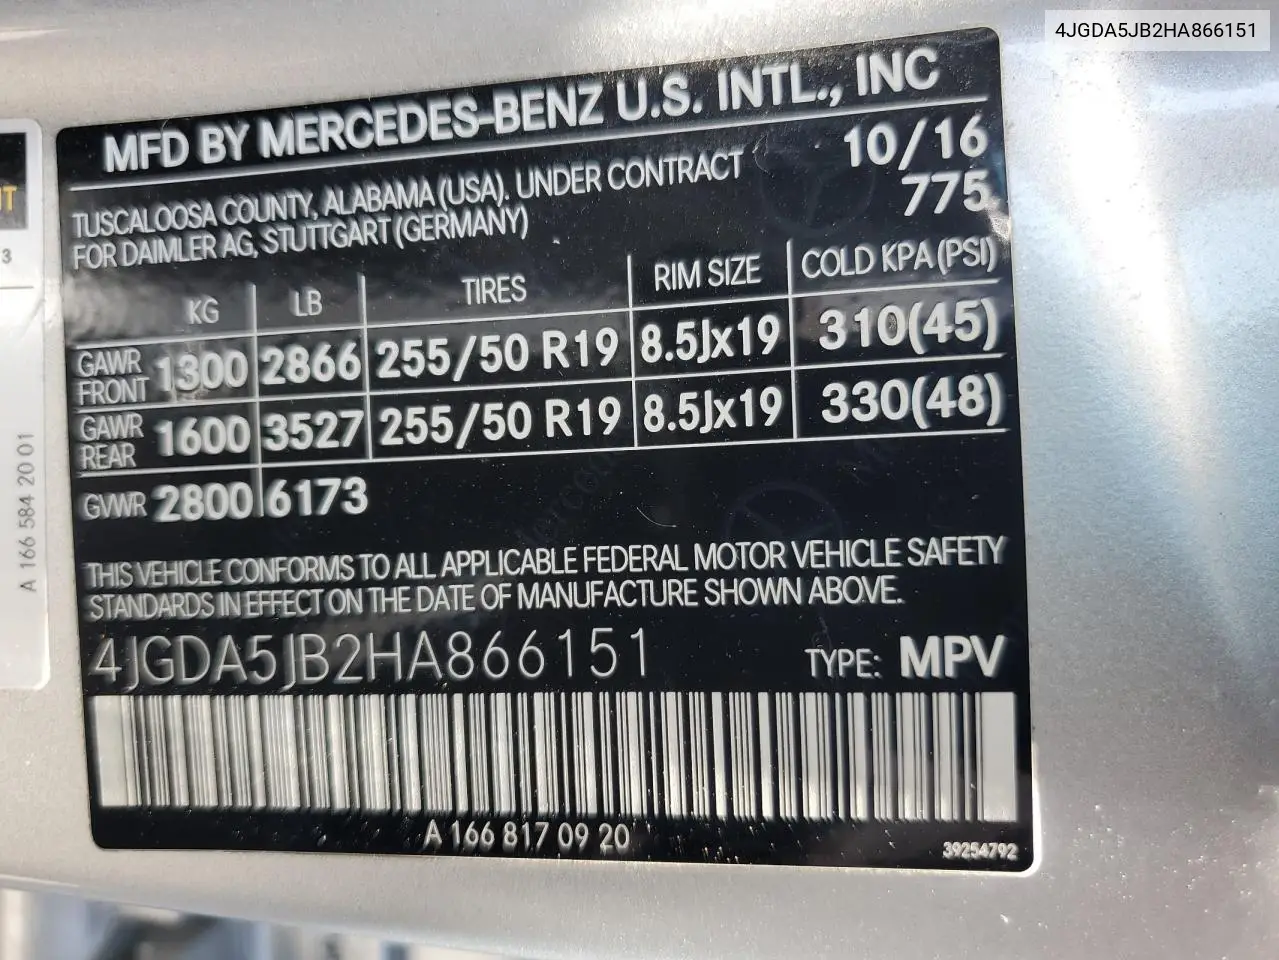 4JGDA5JB2HA866151
MFD BY MERCEDES-BENZ U.S. INTL., INC
TUSCALOOSA COUNTY, ALABAMA (USA). UNDER CONTRACT
FOR DAIMLER AG, STUTTGART (GERMANY)
10/16
775
KG LB TIRES RIM SIZE COLD KPA (PSI)
GAWR FRONT 1300 2866 255/50 R19 8.5Jx19 310(45)
GAWR REAR 1600 3527 255/50 R19 8.5Jx19 330(48)
GVWR 2800 6173
THIS VEHICLE CONFORMS TO ALL APPLICABLE FEDERAL MOTOR VEHICLE SAFETY
STANDARDS IN EFFECT ON THE DATE OF MANUFACTURE SHOWN ABOVE.
4JGDA5JB2HA866151 TYPE: MPV
A 166 817 09 20
39254792
A 166 584 20 01
3